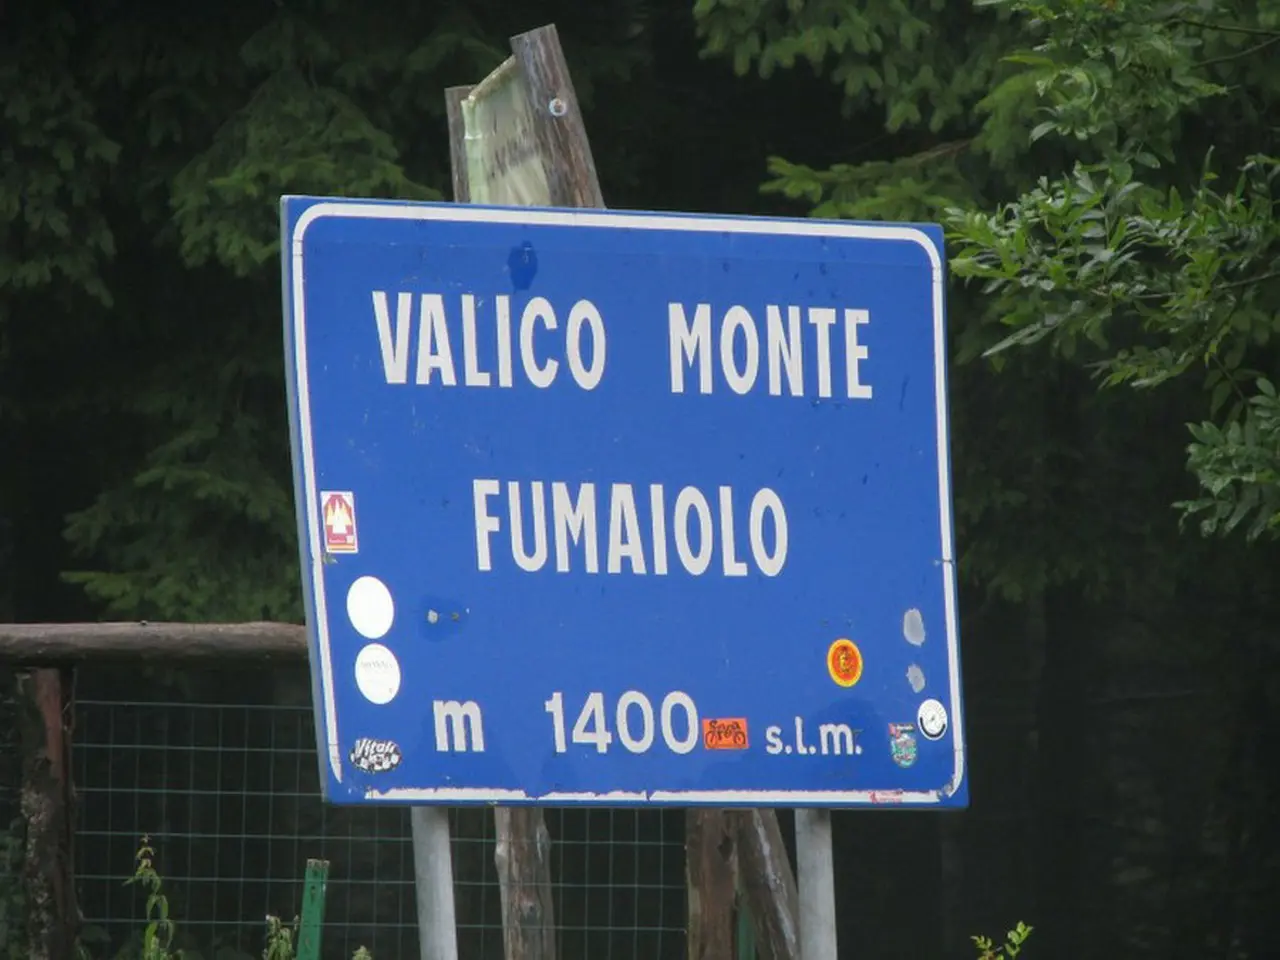 VALICO MONTE
FUMAIOLO
m 1400 s.l.m.